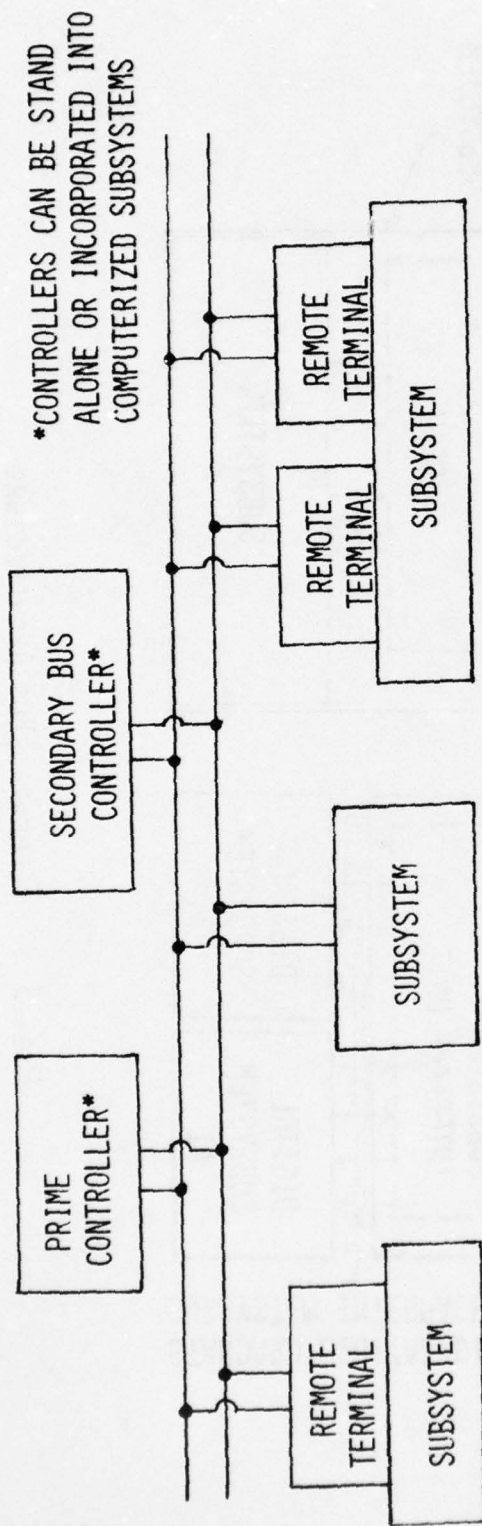 *CONTROLLERS CAN BE STAND
ALONE OR INCORPORATED INTO
COMPUTERIZED SUBSYSTEMS
PRIME
CONTROLLER*
SECONDARY BUS
CONTROLLER*
REMOTE
TERMINAL
SUBSYSTEM
SUBSYSTEM
REMOTE
TERMINAL
REMOTE
TERMINAL
SUBSYSTEM